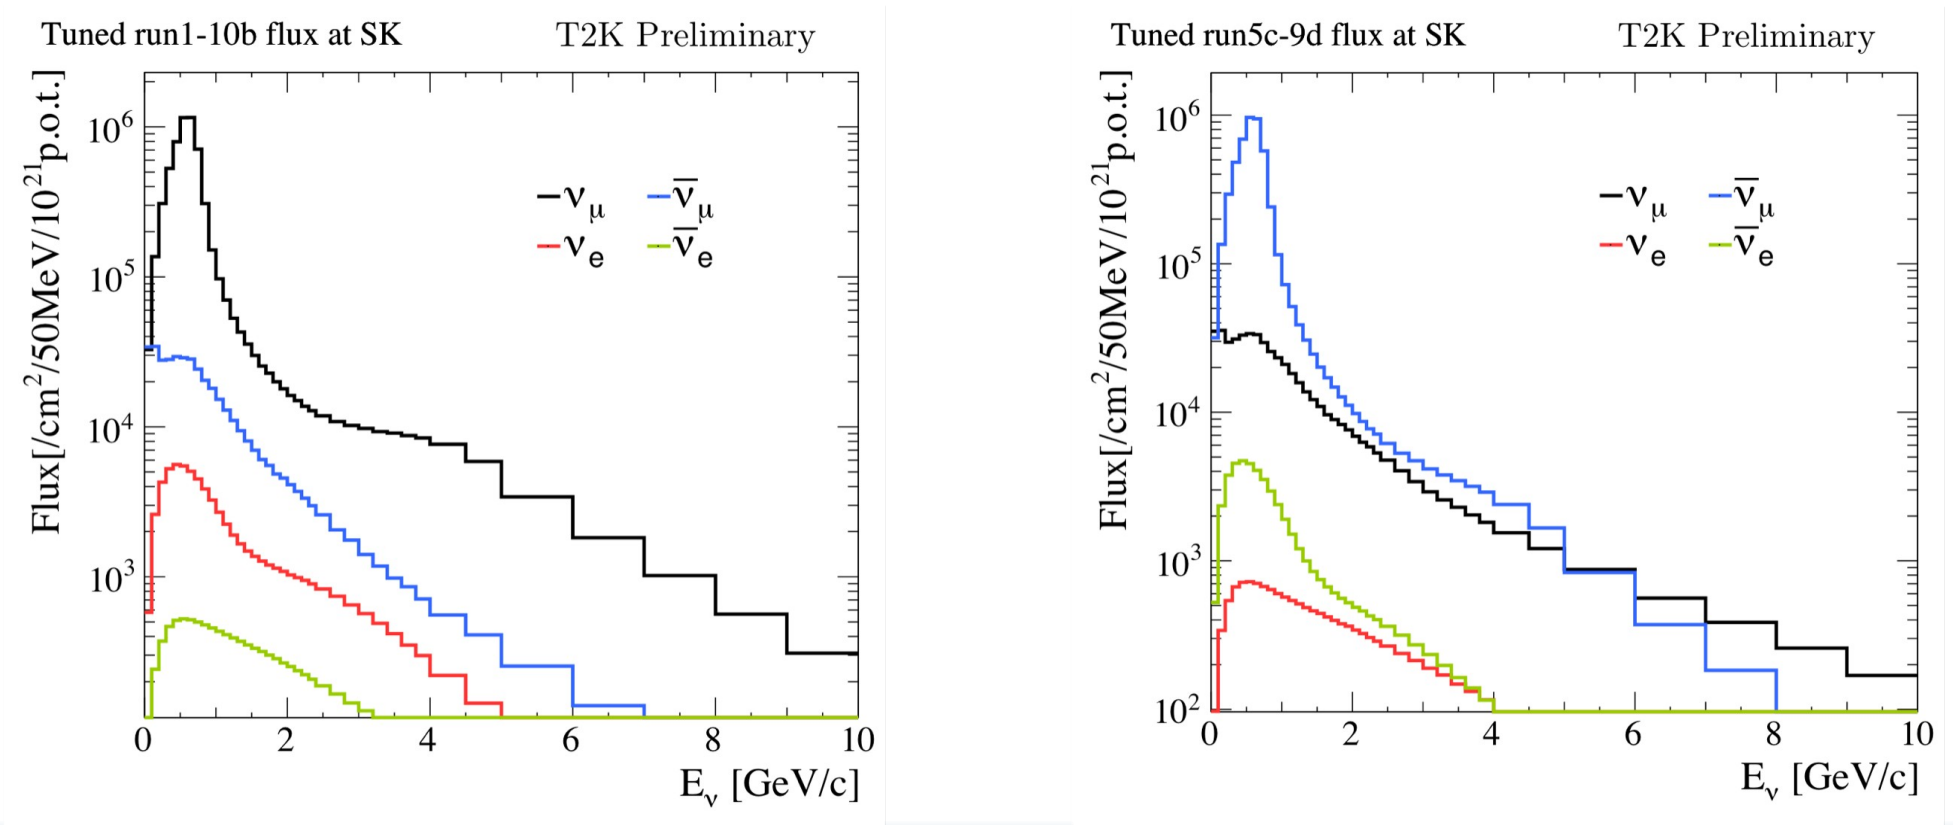 Tuned run1-10b flux at SK T2K Preliminary
Flux[/cm²/50MeV/10²¹p.o.t.]
10⁶
10⁵
10⁴
10³
ν_μ ν̅_μ
ν_e ν̅_e
0 2 4 6 8 10
E_ν [GeV/c]
Tuned run5c-9d flux at SK T2K Preliminary
Flux[/cm²/50MeV/10²¹p.o.t.]
10⁶
10⁵
10⁴
10³
10²
ν_μ ν̅_μ
ν_e ν̅_e
0 2 4 6 8 10
E_ν [GeV/c]